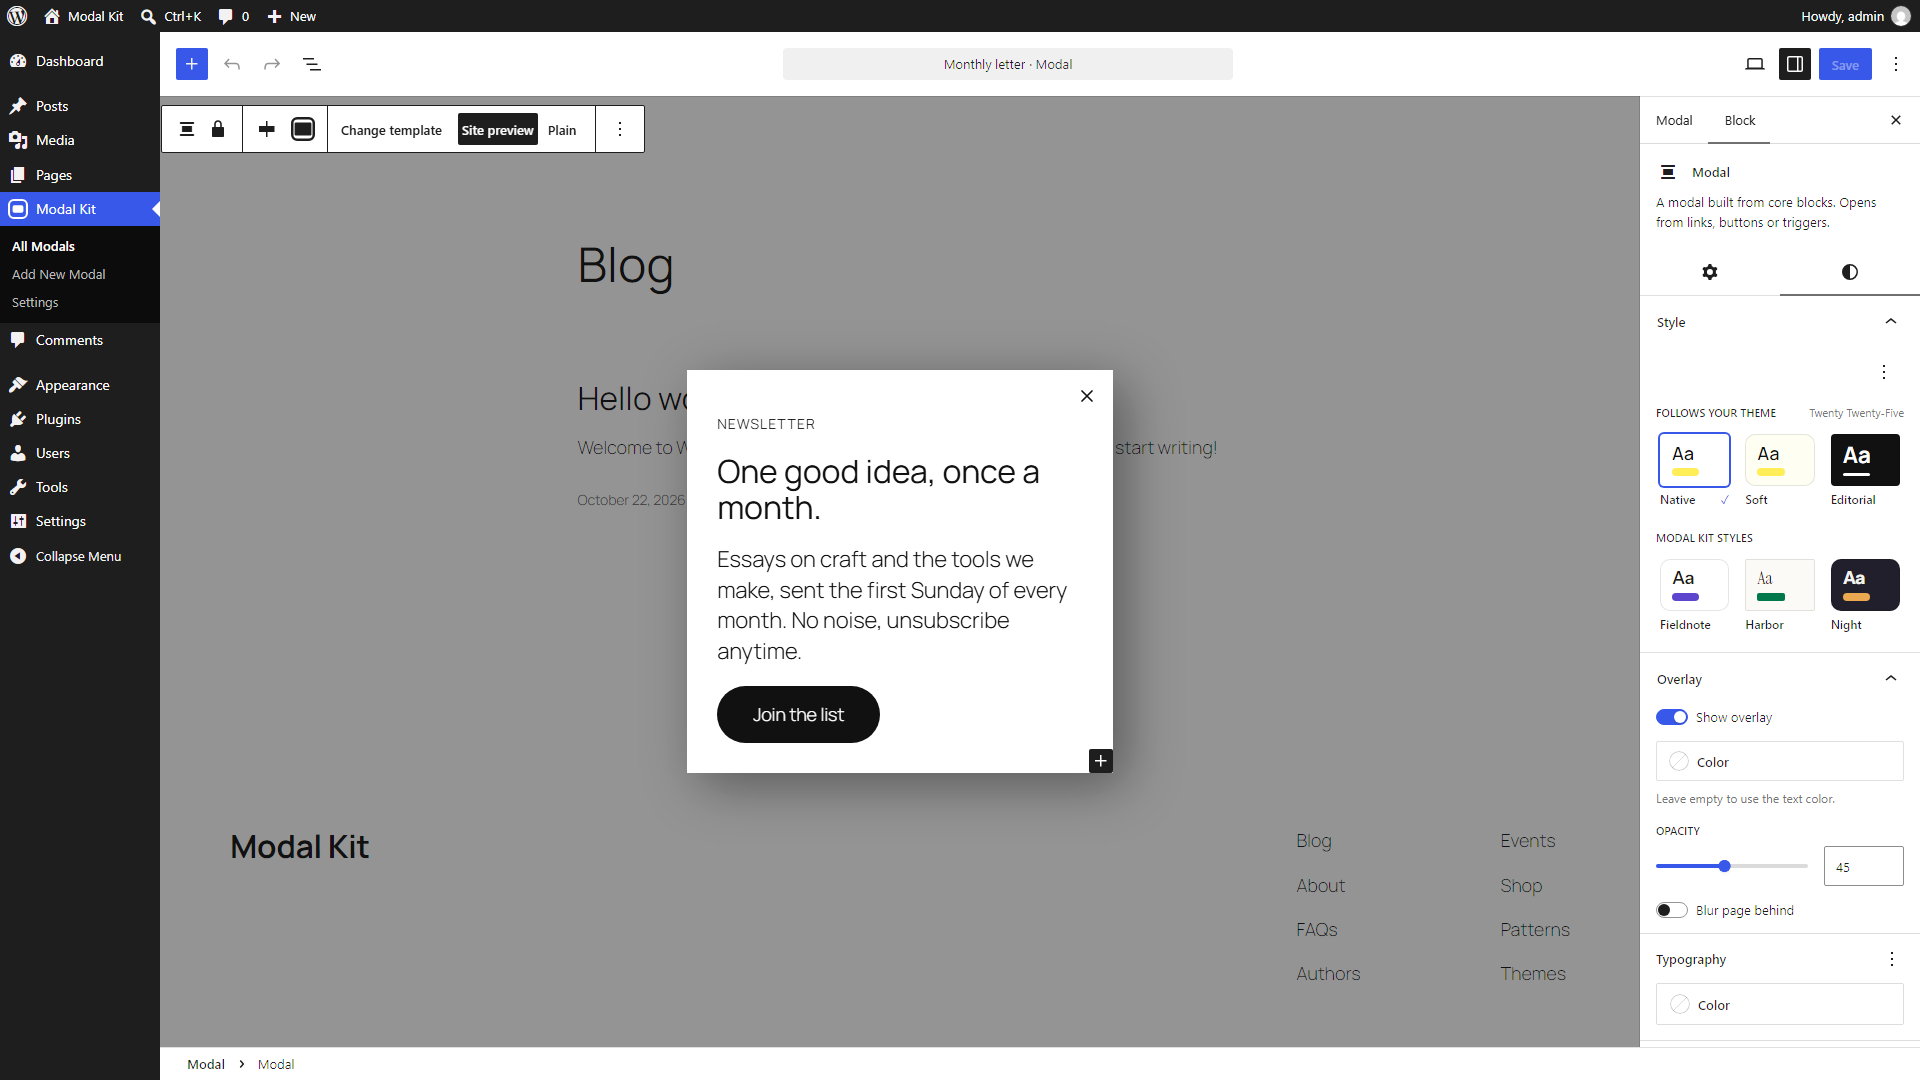 Modal Kit
Ctrl+K
0
New
Howdy, admin
Dashboard
Posts
Media
Pages
Modal Kit
All Modals
Add New Modal
Settings
Comments
Appearance
Plugins
Users
Tools
Settings
Collapse Menu
Monthly letter · Modal
Save
Change template
Site preview
Plain
Blog
Hello wo
Welcome to W
start writing!
October 22, 2026
NEWSLETTER
One good idea, once a
month.
Essays on craft and the tools we
make, sent the first Sunday of every
month. No noise, unsubscribe
anytime.
Join the list
Modal Kit
Blog
Events
About
Shop
FAQs
Patterns
Authors
Themes
Modal
Modal
Modal
Block
Modal
A modal built from core blocks. Opens
from links, buttons or triggers.
Style
FOLLOWS YOUR THEME
Twenty Twenty-Five
Aa
Aa
Aa
Native
Soft
Editorial
MODAL KIT STYLES
Aa
Aa
Aa
Fieldnote
Harbor
Night
Overlay
Show overlay
Color
Leave empty to use the text color.
OPACITY
45
Blur page behind
Typography
Color